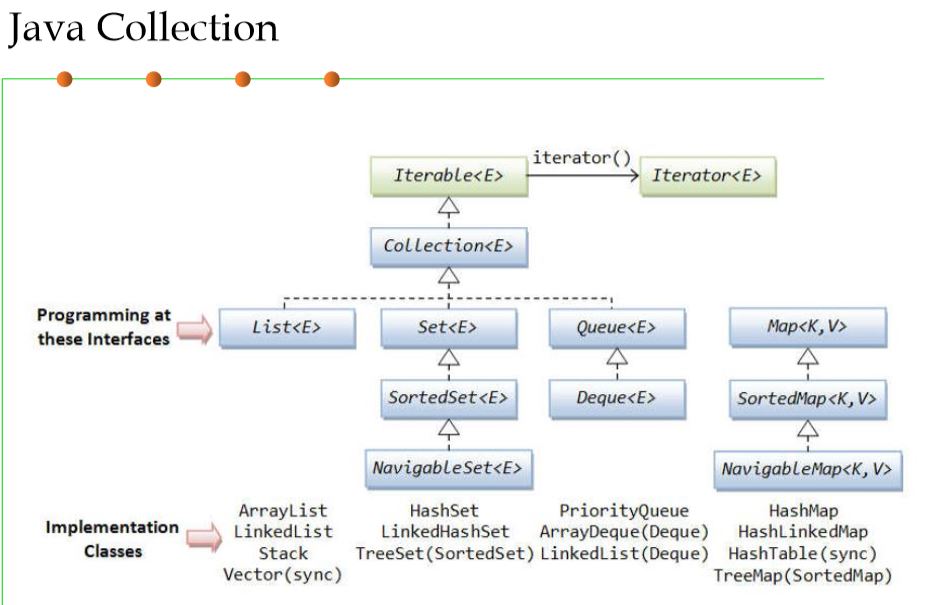 Java Collection
iterator()
Iterable<E>
Iterator<E>
Collection<E>
Programming at
these Interfaces
List<E>
Set<E>
Queue<E>
Map<K,V>
SortedSet<E>
Deque<E>
SortedMap<K,V>
NavigableSet<E>
NavigableMap<K,V>
Implementation
Classes
ArrayList
LinkedList
Stack
Vector(sync)
HashSet
LinkedHashSet
TreeSet(SortedSet)
PriorityQueue
ArrayDeque(Deque)
LinkedList(Deque)
HashMap
HashLinkedMap
HashTable(sync)
TreeMap(SortedMap)